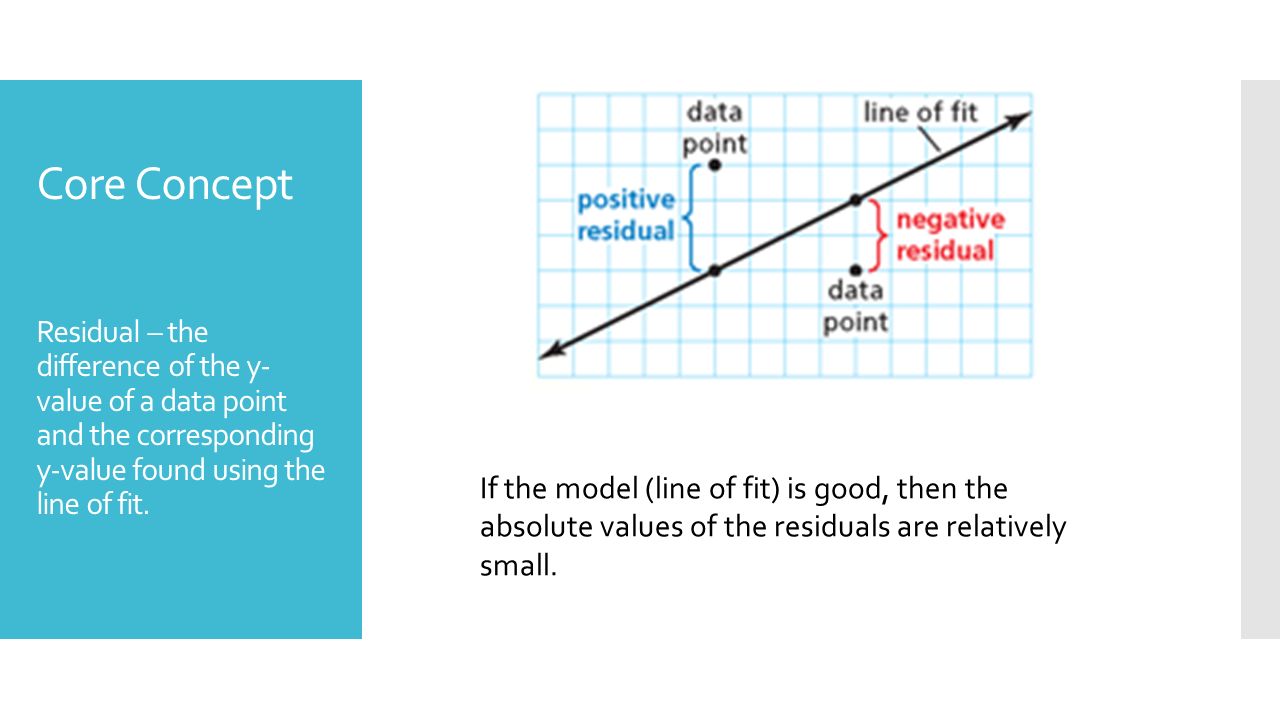 Core Concept
Residual – the
difference of the y-
value of a data point
and the corresponding
y-value found using the
line of fit.
data
point
line of fit
positive
residual
negative
residual
data
point
If the model (line of fit) is good, then the
absolute values of the residuals are relatively
small.